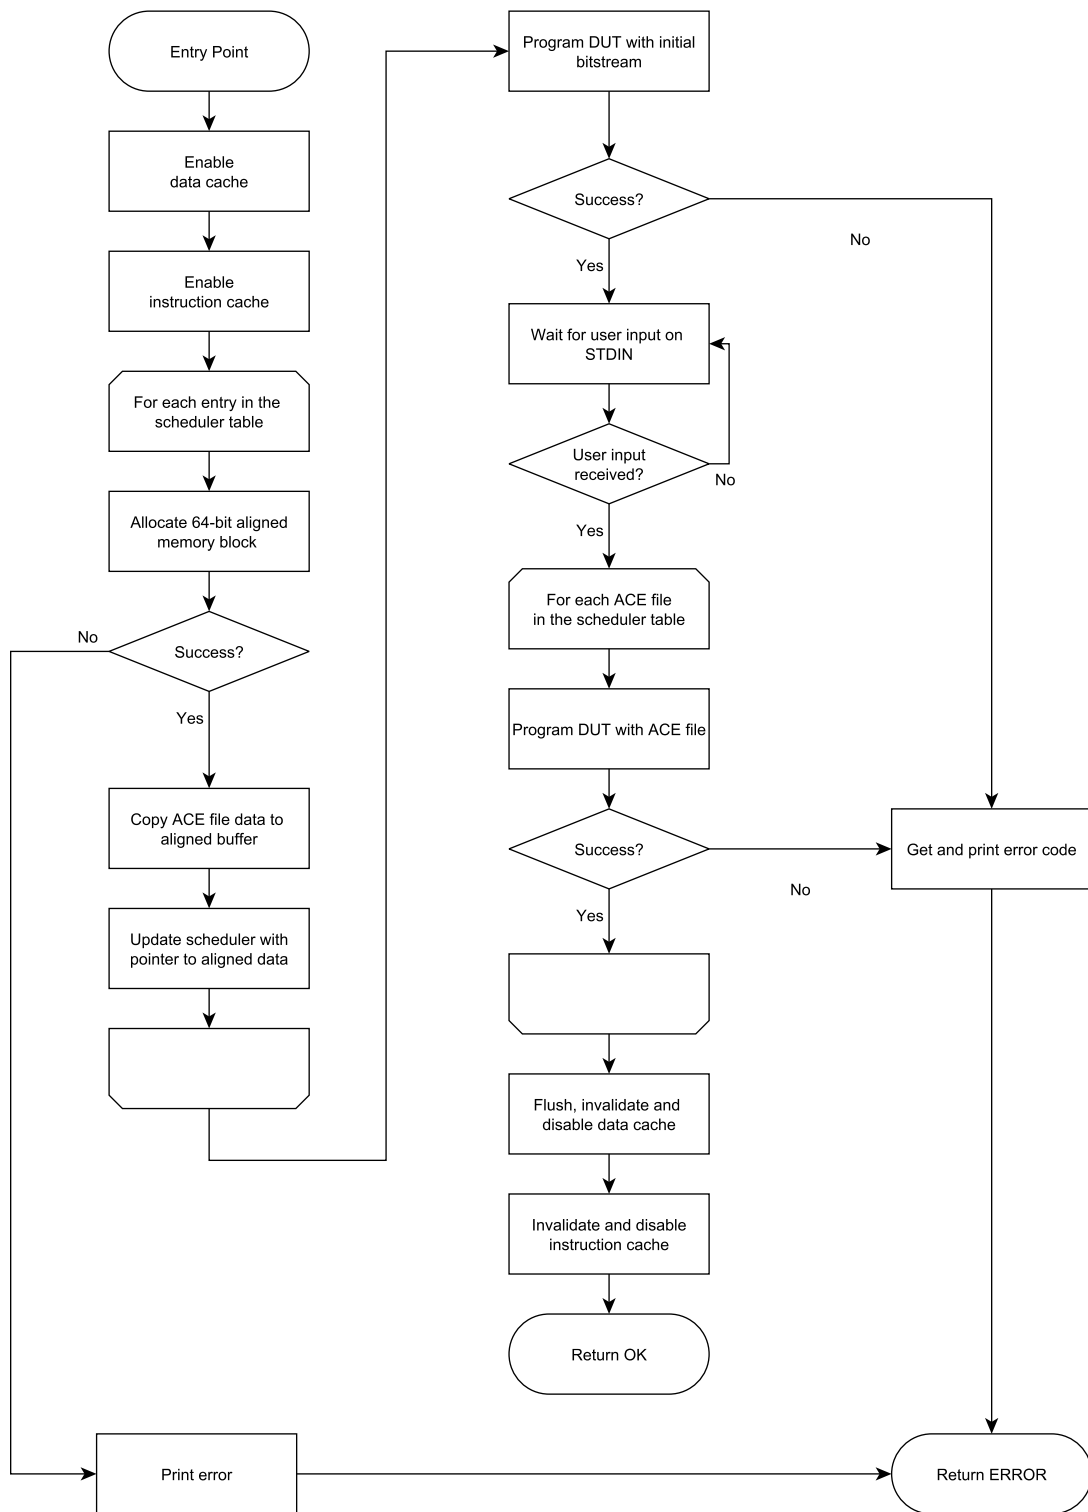 Entry Point
Enable
data cache
Enable
instruction cache
For each entry in the
scheduler table
Allocate 64-bit aligned
memory block
No
Success?
Yes
Copy ACE file data to
aligned buffer
Update scheduler with
pointer to aligned data
Program DUT with initial
bitstream
Success?
No
Yes
Wait for user input on
STDIN
User input
received?
No
Yes
For each ACE file
in the scheduler table
Program DUT with ACE file
Success?
No
Yes
Get and print error code
Flush, invalidate and
disable data cache
Invalidate and disable
instruction cache
Return OK
Print error
Return ERROR